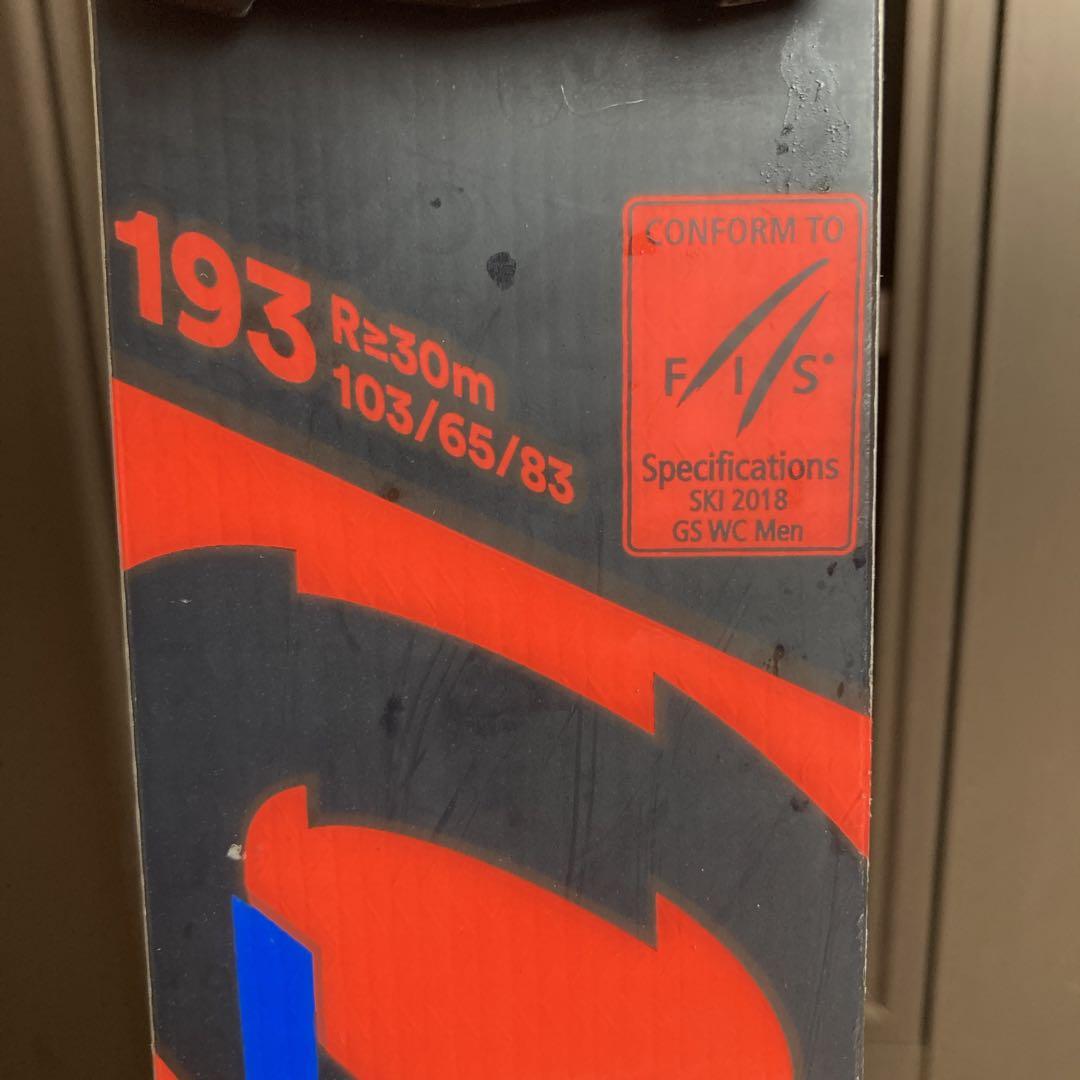 193
R≥30m
103/65/83
CONFORM TO
FIS
Specifications
SKI 2018
GS WC Men